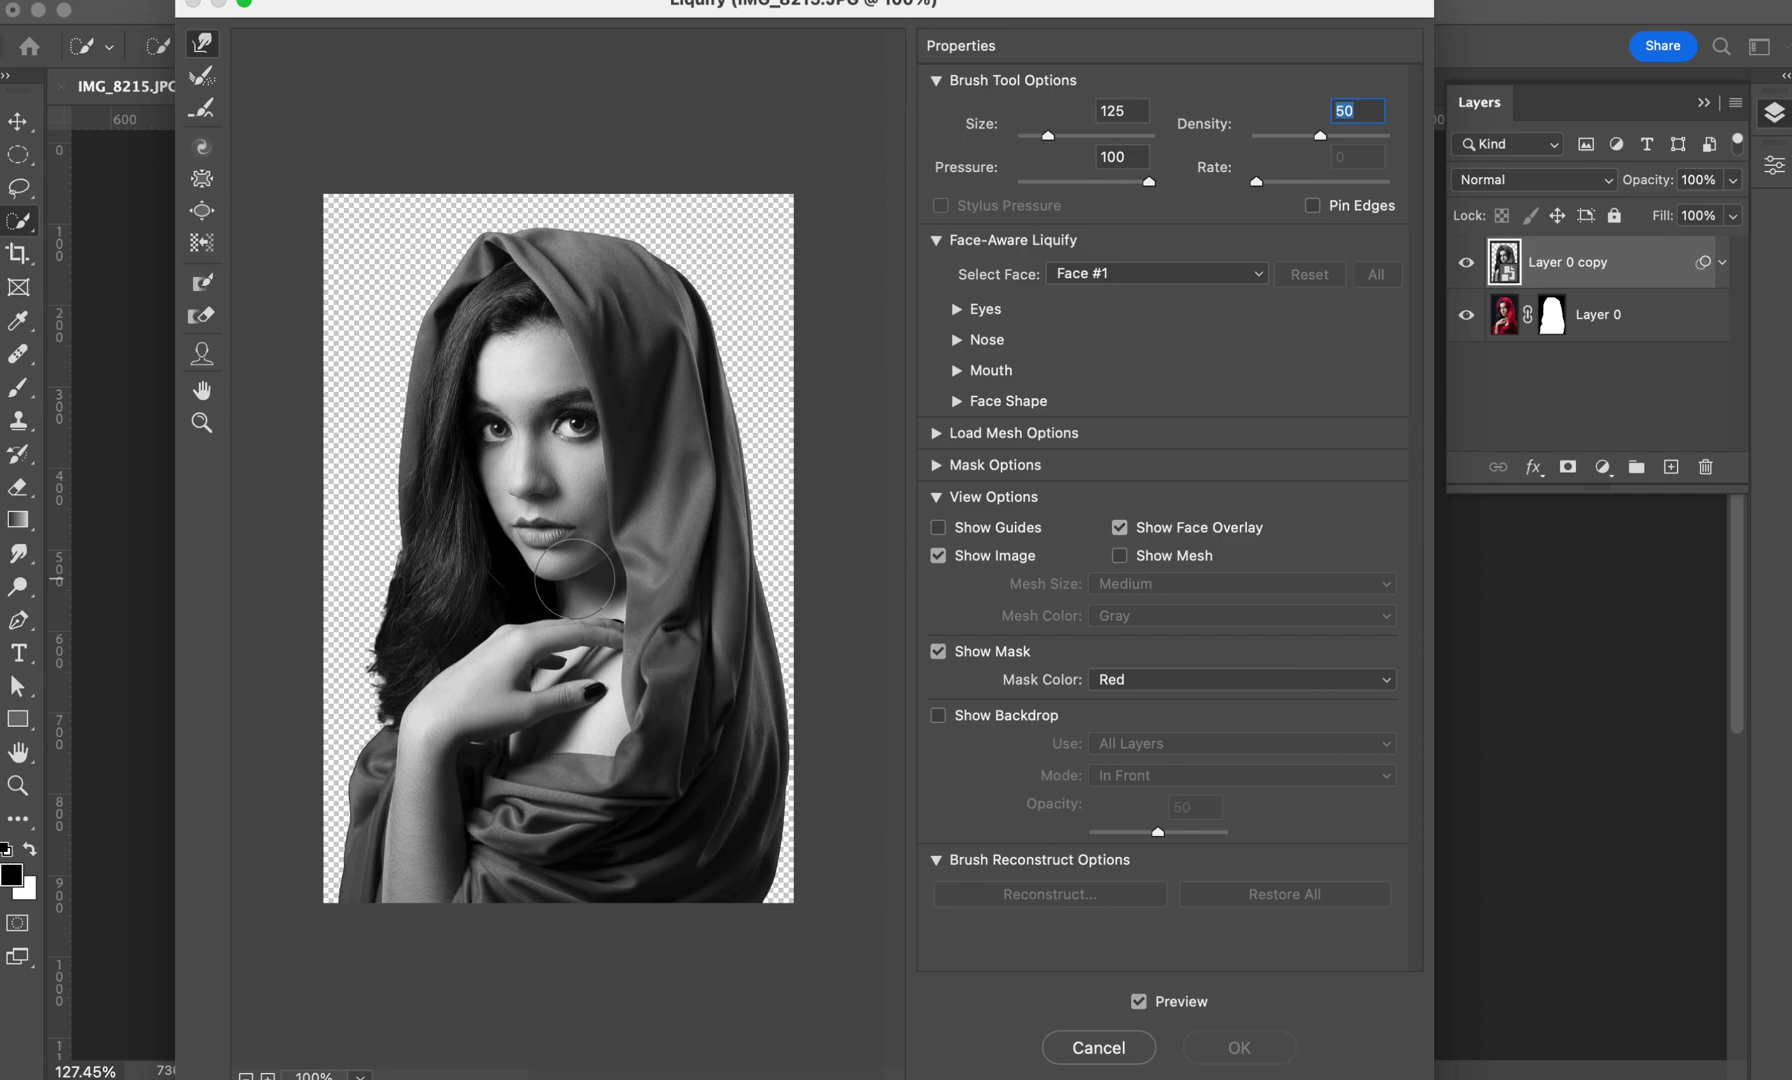 Liquify (IMG_8215.JPG @ 100%)
Share
IMG_8215.JPG
600
0
100
200
300
400
500
600
700
800
900
1000
11
Properties
Brush Tool Options
Size: 125 Density: 50
Pressure: 100 Rate: 0
Stylus Pressure Pin Edges
Face-Aware Liquify
Select Face: Face #1 Reset All
Eyes
Nose
Mouth
Face Shape
Load Mesh Options
Mask Options
View Options
Show Guides Show Face Overlay
Show Image Show Mesh
Mesh Size: Medium
Mesh Color: Gray
Show Mask
Mask Color: Red
Show Backdrop
Use: All Layers
Mode: In Front
Opacity: 50
Brush Reconstruct Options
Reconstruct... Restore All
Preview
Cancel OK
100%
127.45% 736
Layers
Kind
Normal Opacity: 100%
Lock: Fill: 100%
Layer 0 copy
Layer 0
fx